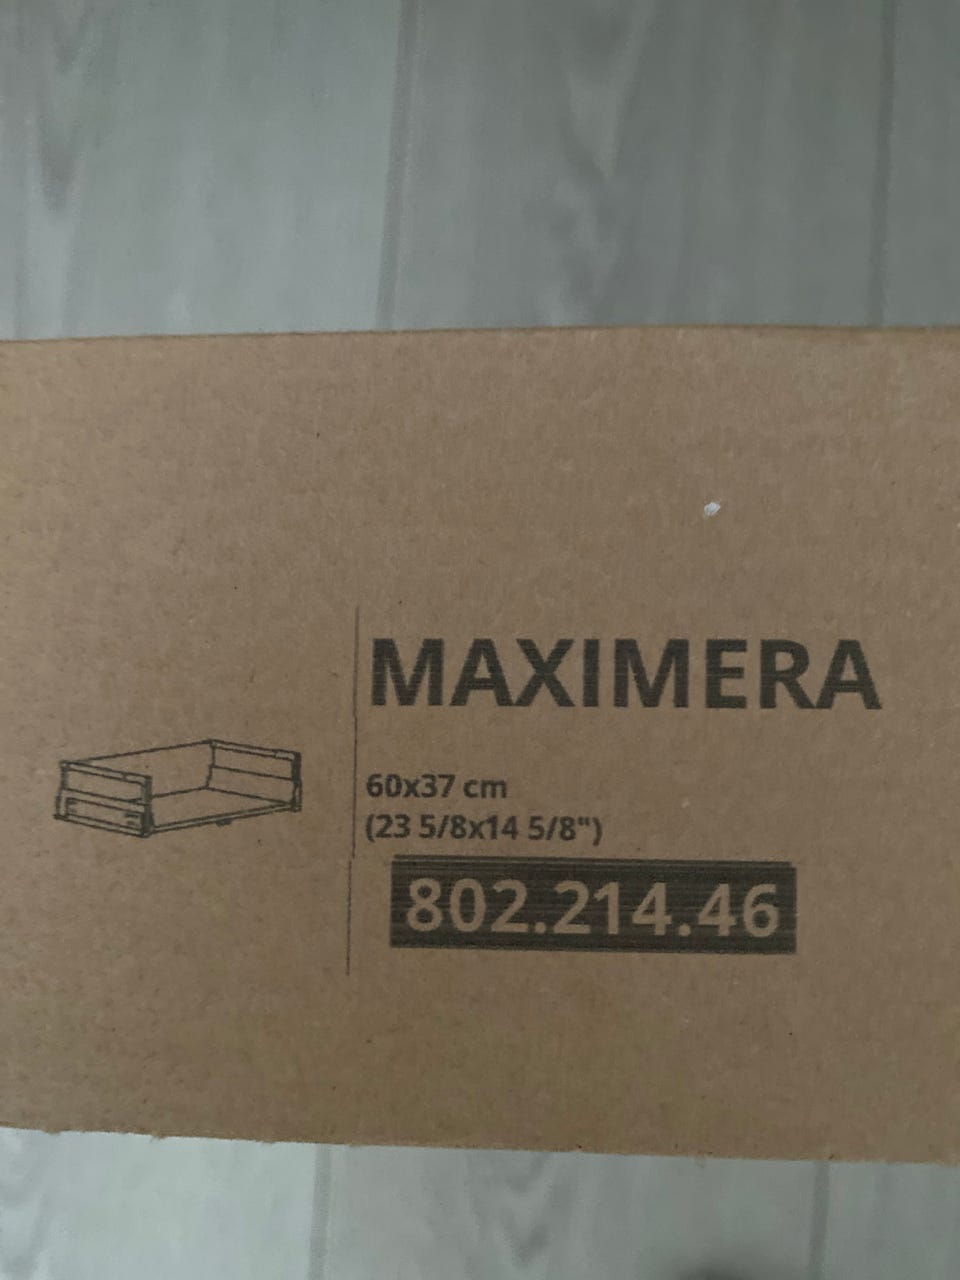 MAXIMERA
60x37 cm
(23 5/8x14 5/8")
802.214.46